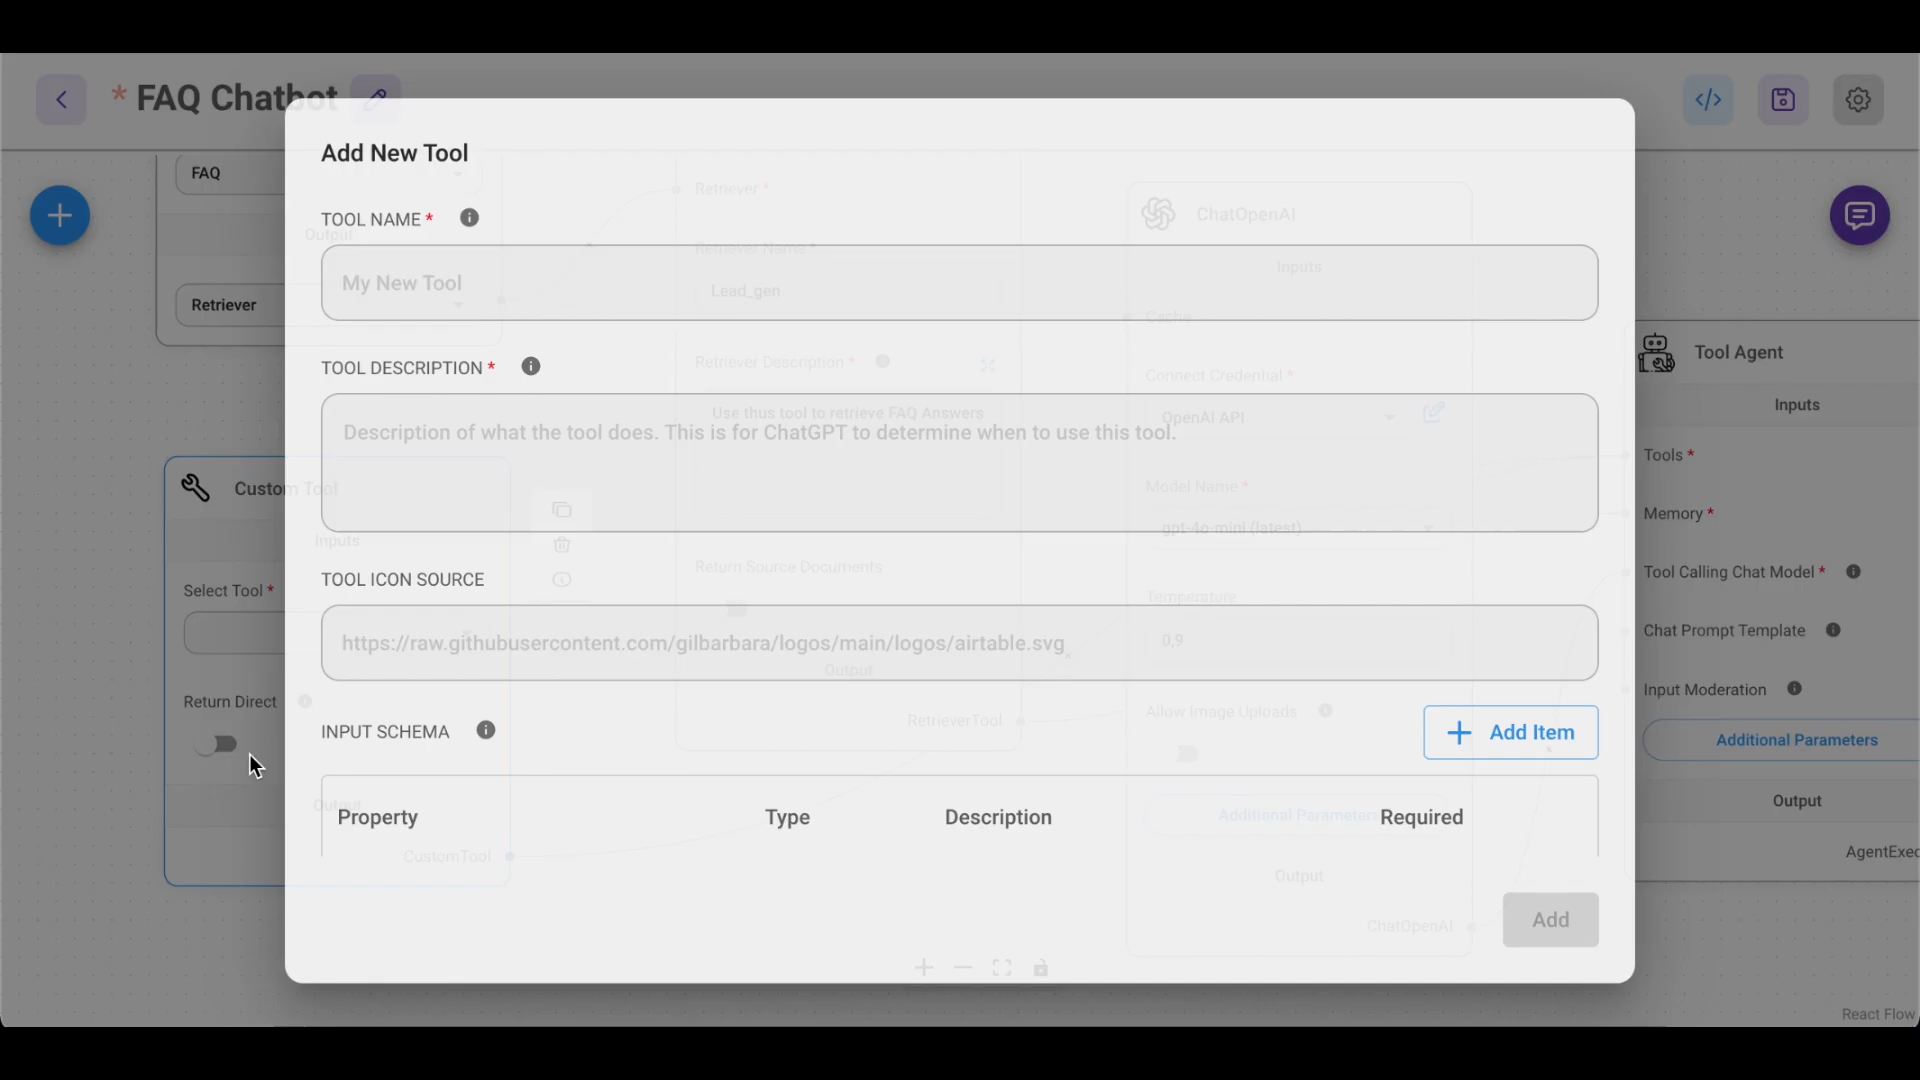 * FAQ Chatbot
FAQ
Output
Retriever
Custom Tool
Inputs
Select Tool *
Return Direct
Output
CustomTool
Add New Tool
TOOL NAME *
My New Tool
TOOL DESCRIPTION *
Description of what the tool does. This is for ChatGPT to determine when to use this tool.
TOOL ICON SOURCE
https://raw.githubusercontent.com/gilbarbara/logos/main/logos/airtable.svg
INPUT SCHEMA
Add Item
Property Type Description Required
Add
Retriever *
Retriever Name *
Lead_gen
Retriever Description *
Use thus tool to retrieve FAQ Answers
Return Source Documents
Output
RetrieverTool
ChatOpenAI
Inputs
Cache
Connect Credential *
OpenAI API
Model Name *
gpt-4o-mini (latest)
Temperature
0,9
Allow Image Uploads
Additional Parameters
Output
ChatOpenAI
Tool Agent
Inputs
Tools *
Memory *
Tool Calling Chat Model *
Chat Prompt Template
Input Moderation
Additional Parameters
Output
AgentExec
React Flow